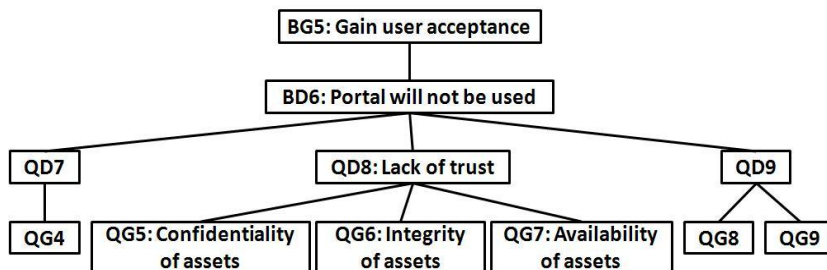 BG5: Gain user acceptance
BD6: Portal will not be used
QD7
QD8: Lack of trust
QD9
QG4
QG5: Confidentiality
of assets
QG6: Integrity
of assets
QG7: Availability
of assets
QG8
QG9